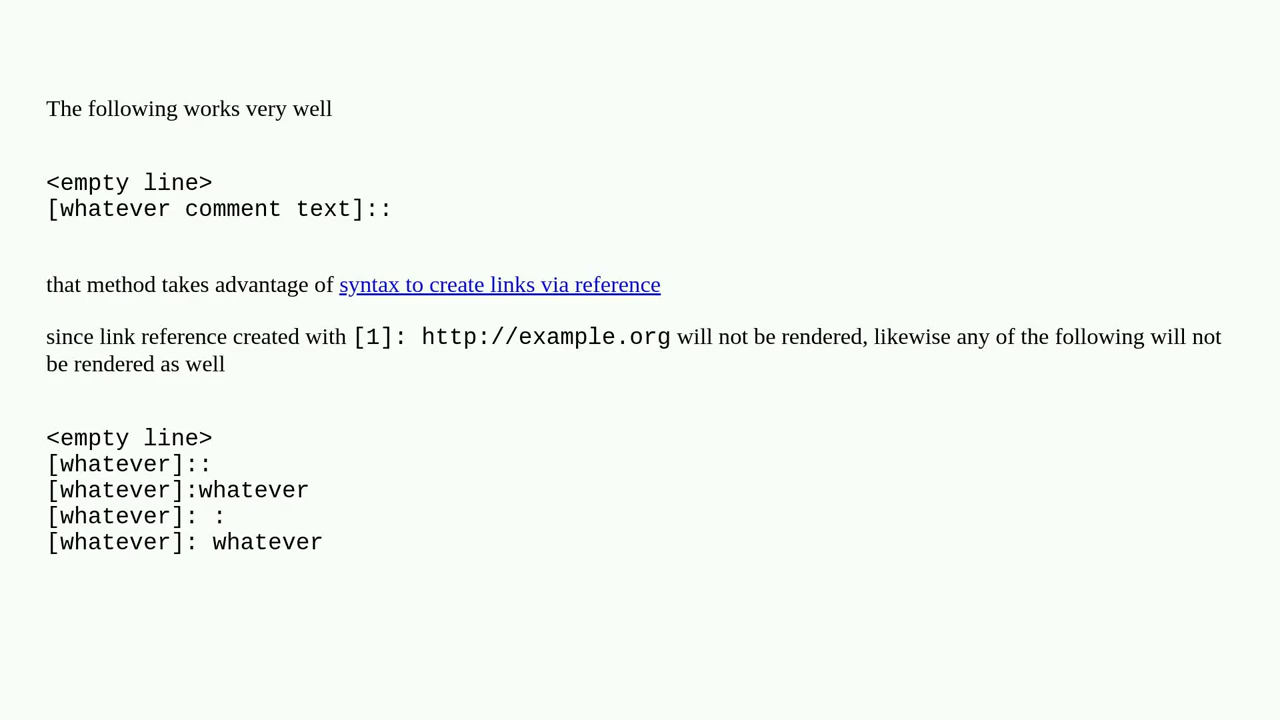 The following works very well
<empty line>
[whatever comment text]::
that method takes advantage of syntax to create links via reference
since link reference created with [1]: http://example.org will not be rendered, likewise any of the following will not
be rendered as well
<empty line>
[whatever]::
[whatever]:whatever
[whatever]: :
[whatever]: whatever